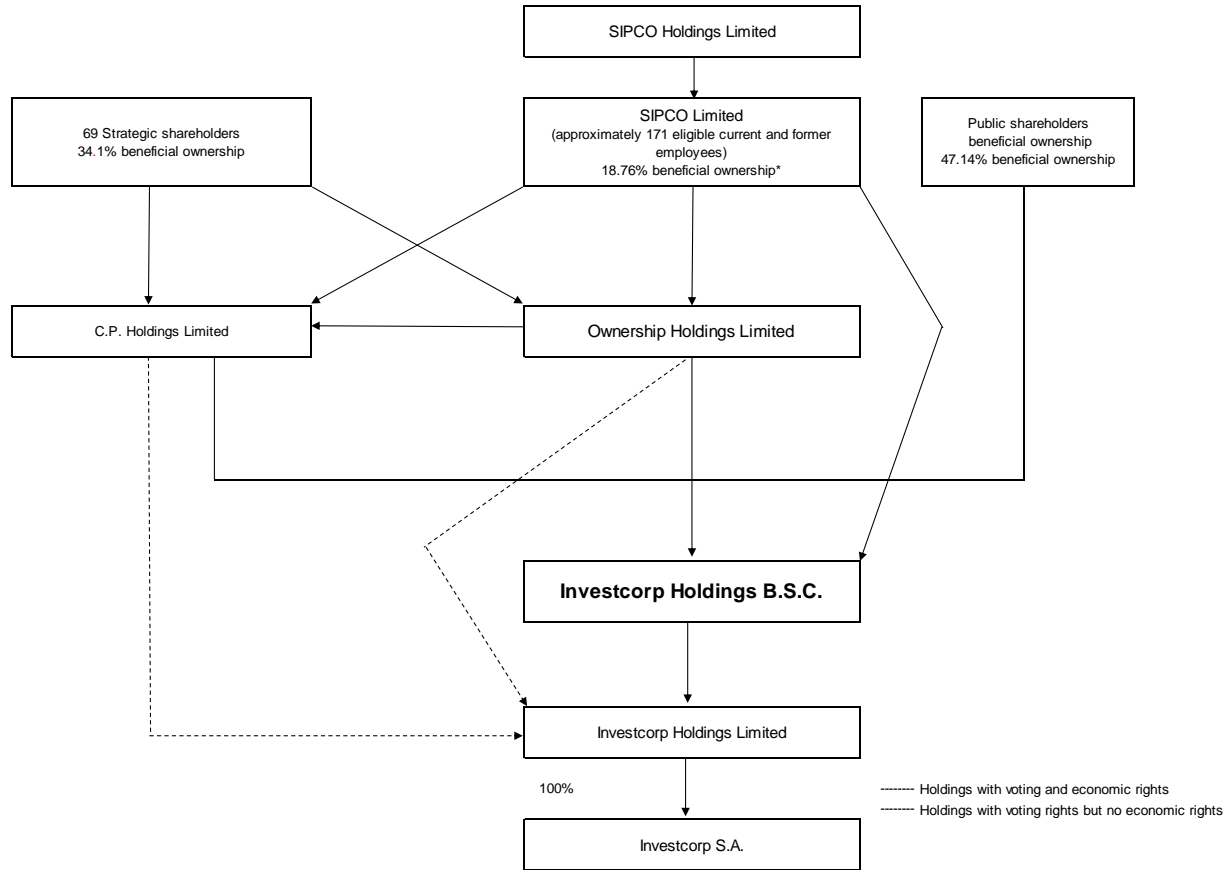 SIPCO Holdings Limited
69 Strategic shareholders
34.1% beneficial ownership
SIPCO Limited
(approximately 171 eligible current and former
employees)
18.76% beneficial ownership*
Public shareholders
beneficial ownership
47.14% beneficial ownership
C.P. Holdings Limited
Ownership Holdings Limited
Investcorp Holdings B.S.C.
Investcorp Holdings Limited
100%
-------- Holdings with voting and economic rights
-------- Holdings with voting rights but no economic rights
Investcorp S.A.